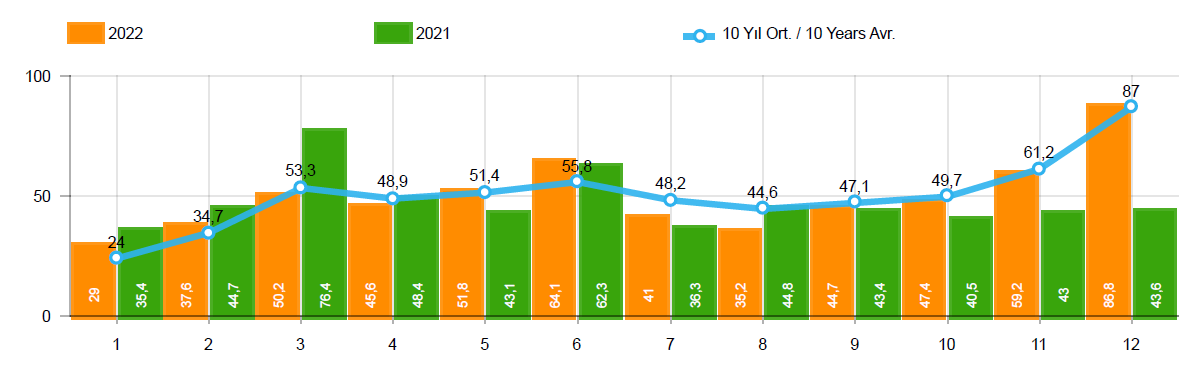 2022 2021 10 Yıl Ort. / 10 Years Avr.
100
50
0
24 34,7 53,3 48,9 51,4 55,8 48,2 44,6 47,1 49,7 61,2 87
29 35,4 37,6 44,7 50,2 76,4 45,6 48,4 51,8 43,1 64,1 62,3 41 36,3 35,2 44,8 44,7 43,4 47,4 40,5 59,2 43 86,8 43,6
1 2 3 4 5 6 7 8 9 10 11 12